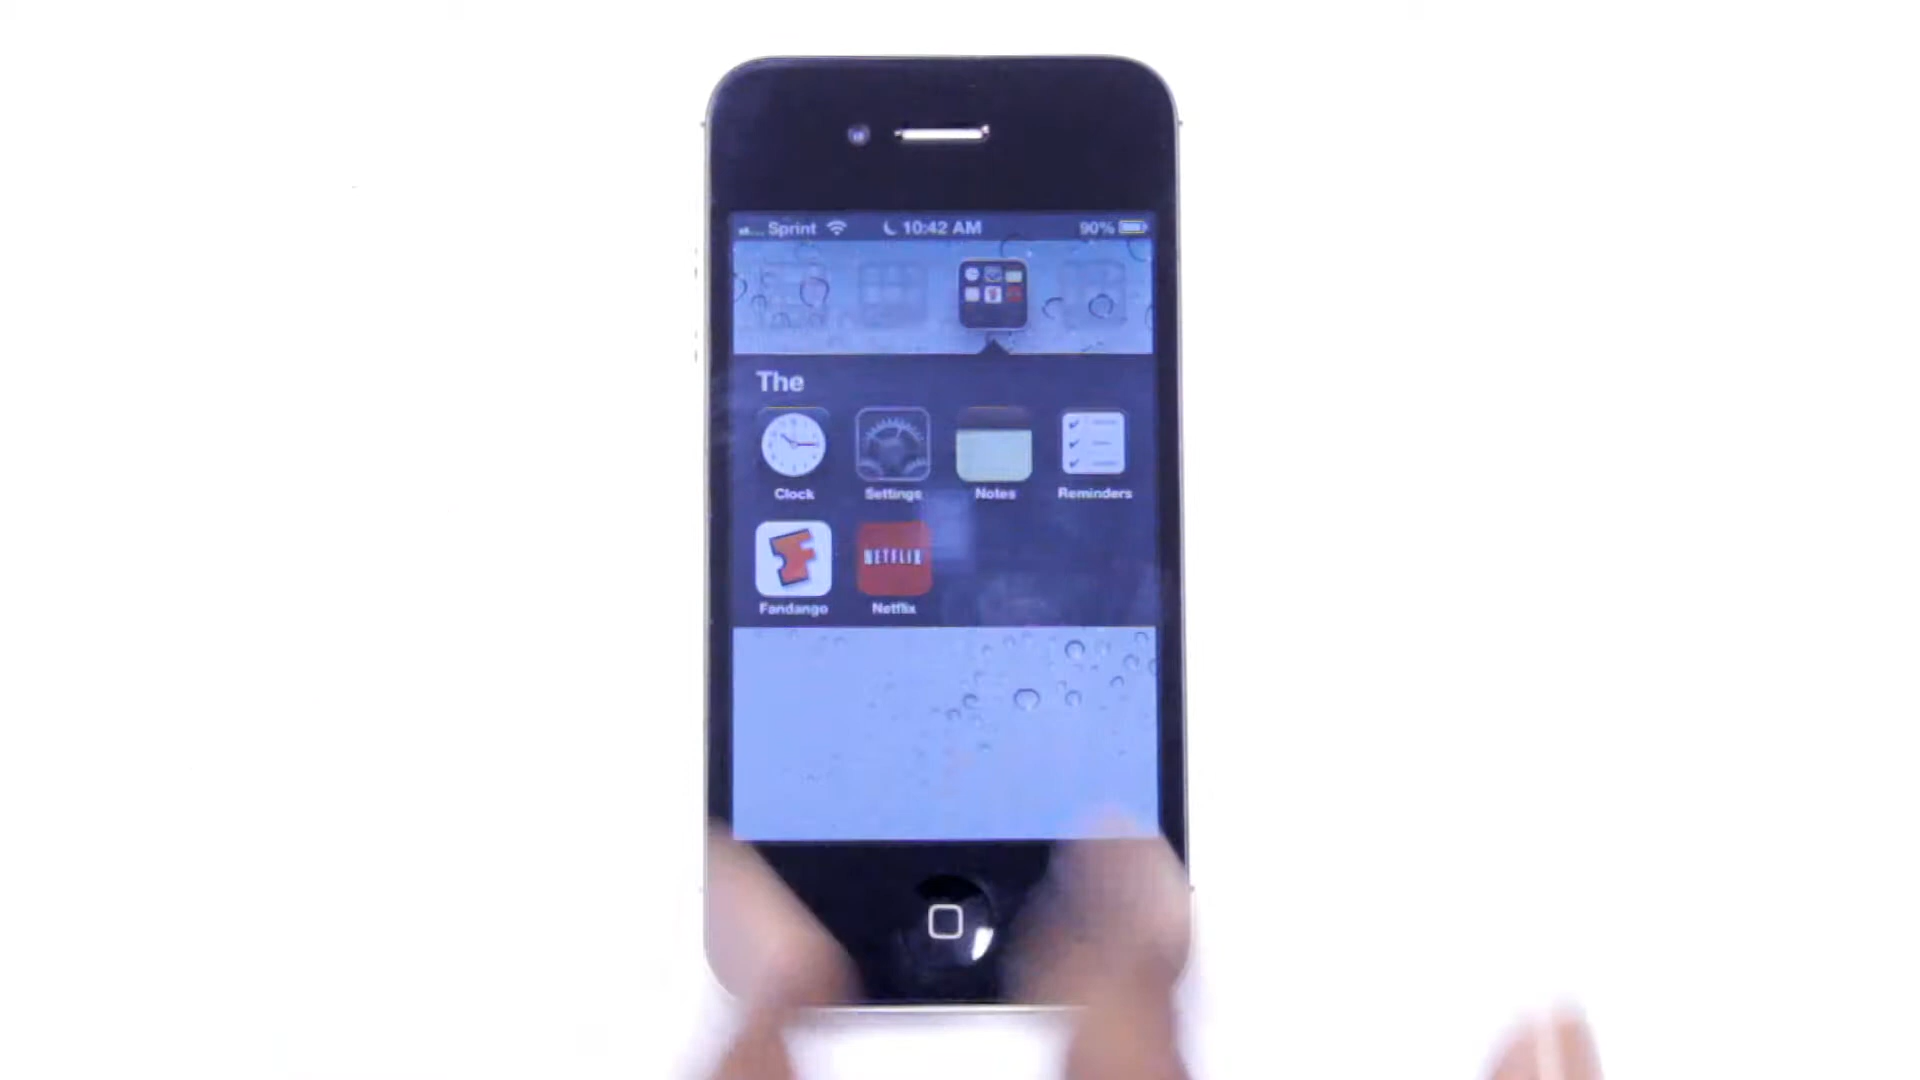 Sprint 10:42 AM 90%
The
Clock Settings Notes Reminders
NETFLIX
Fandango Netflix